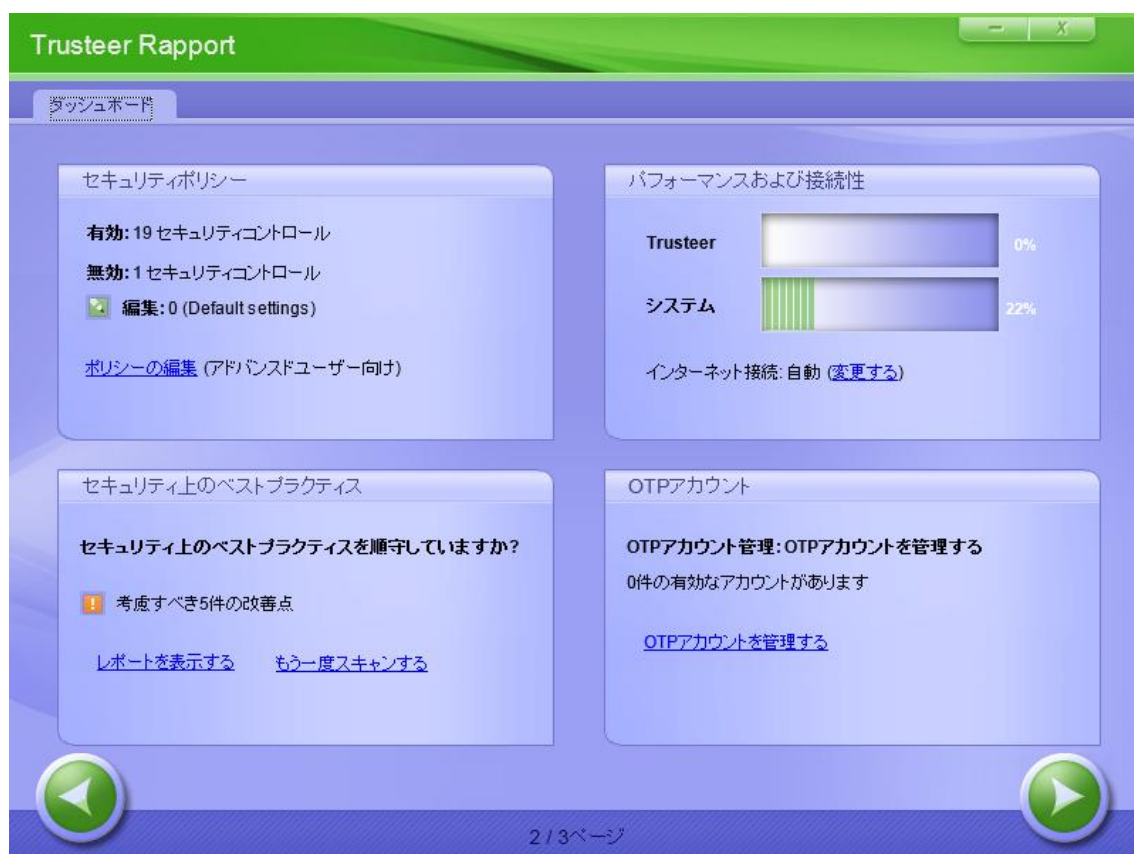 Trusteer Rapport
ダッシュボード
セキュリティポリシー
有効: 19 セキュリティコントロール
無効: 1 セキュリティコントロール
編集: 0 (Default settings)
ポリシーの編集 (アドバンスドユーザー向け)
パフォーマンスおよび接続性
Trusteer 0%
システム 22%
インターネット接続: 自動 (変更する)
セキュリティ上のベストプラクティス
セキュリティ上のベストプラクティスを順守していますか?
考慮すべき5件の改善点
レポートを表示する もう一度スキャンする
OTPアカウント
OTPアカウント管理: OTPアカウントを管理する
0件の有効なアカウントがあります
OTPアカウントを管理する
2 / 3ページ